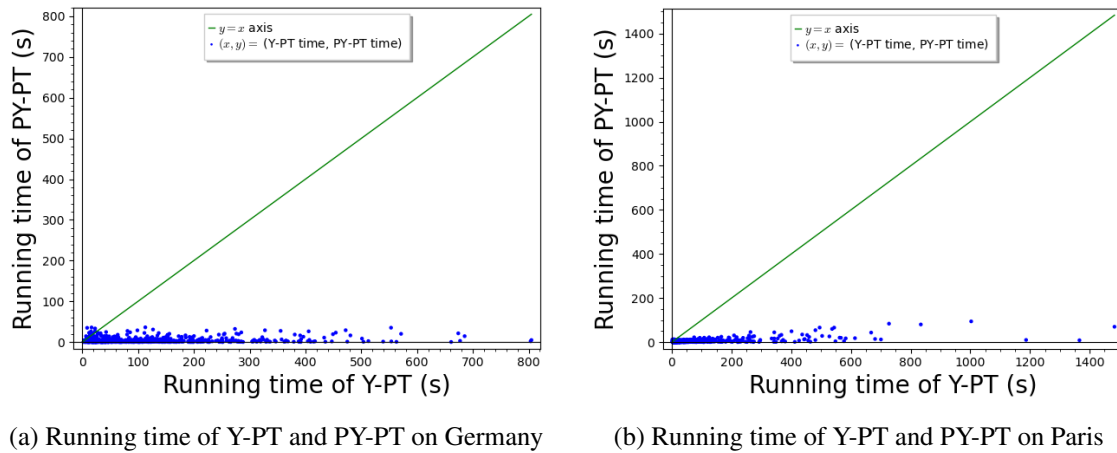 800
700
600
500
400
300
200
100
0
Running time of PY-PT (s)
y = x axis
(x, y) = (Y-PT time, PY-PT time)
0 100 200 300 400 500 600 700 800
Running time of Y-PT (s)
(a) Running time of Y-PT and PY-PT on Germany
1400
1200
1000
800
600
400
200
0
Running time of PY-PT (s)
y = x axis
(x, y) = (Y-PT time, PY-PT time)
0 200 400 600 800 1000 1200 1400
Running time of Y-PT (s)
(b) Running time of Y-PT and PY-PT on Paris